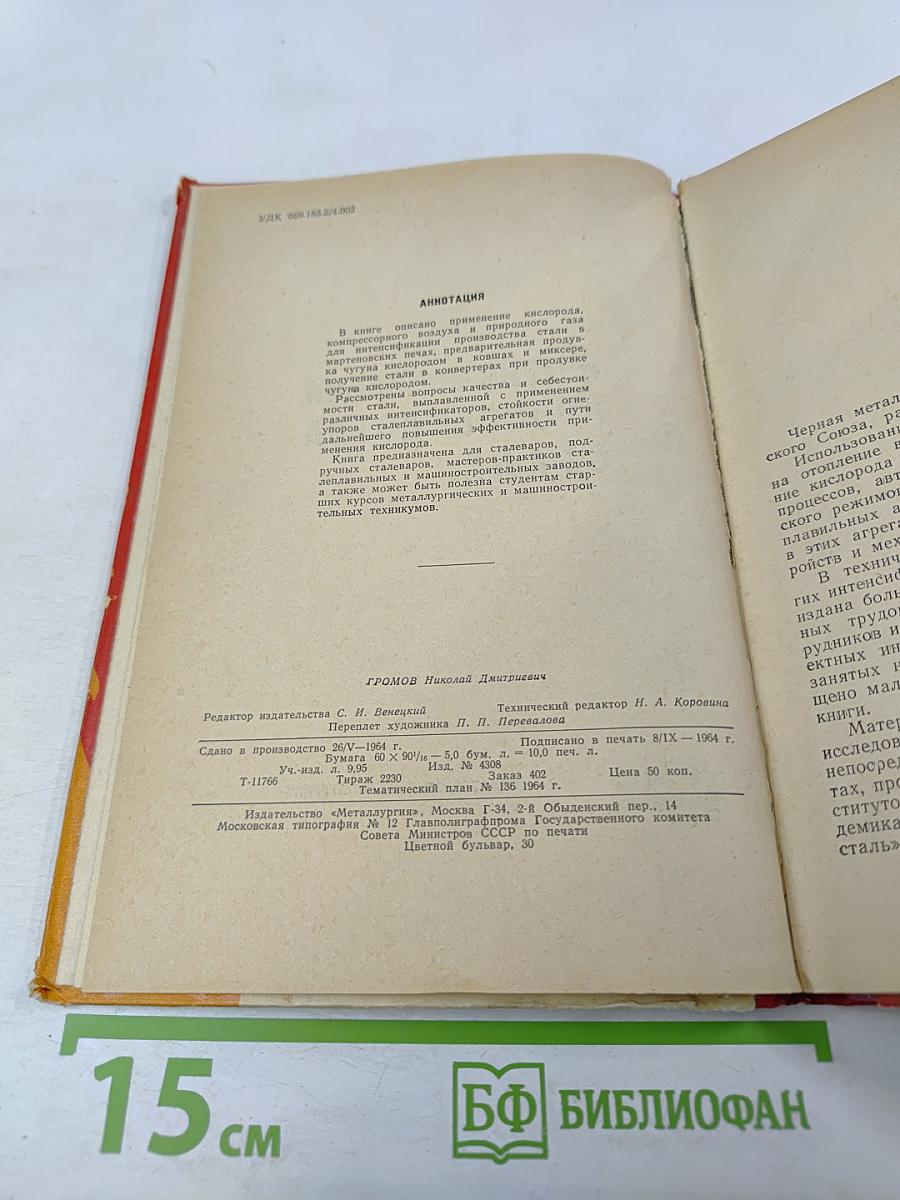 УДК 669.183.2/4.002
АННОТАЦИЯ
В книге описано применение кислорода,
компрессорного воздуха и природного газа
для интенсификации производства стали в
мартеновских печах, предварительная продув-
ка чугуна кислородом в ковшах и миксере,
получение стали в конвертерах при продувке
чугуна кислородом.
Рассмотрены вопросы качества и себестои-
мости стали, выплавленной с применением
различных интенсификаторов, стойкости огне-
упоров сталеплавильных агрегатов и пути
дальнейшего повышения эффективности при-
менения кислорода.
Книга предназначена для сталеваров, под-
ручных сталеваров, мастеров-практиков ста-
леплавильных и машиностроительных заводов,
а также может быть полезна студентам стар-
ших курсов металлургических и машинострои-
тельных техникумов.
ГРОМОВ Николай Дмитриевич
Редактор издательства С. И. Венецкий Технический редактор Н. А. Коровина
Переплет художника П. П. Перевалова
Сдано в производство 26/V—1964 г. Подписано в печать 8/IX—1964 г.
Бумага 60 × 90¹/₁₆ — 5,0 бум. л. = 10,0 печ. л.
Уч.-изд. л. 9,95 Изд. № 4308
Т-11766 Тираж 2230 Заказ 402 Цена 50 коп.
Тематический план № 136 1964 г.
Издательство «Металлургия», Москва Г-34, 2-й Обыденский пер., 14
Московская типография № 12 Главполиграфпрома Государственного комитета
Совета Министров СССР по печати
Цветной бульвар, 30
Черная метал
ского Союза, ра
Использовани
на отопление в
ние кислорода
процессов, авт
ского режимо
плавильных а
в этих агрега
ройств и мех
В технич
гих интенсиф
издана боль
ных трудо
рудников и
ектных ин
занятых н
щено мал
книги.
Матер
исследов
непосред
тах, про
ституто
демика
сталь»
15 см
БФ БИБЛИОФАН